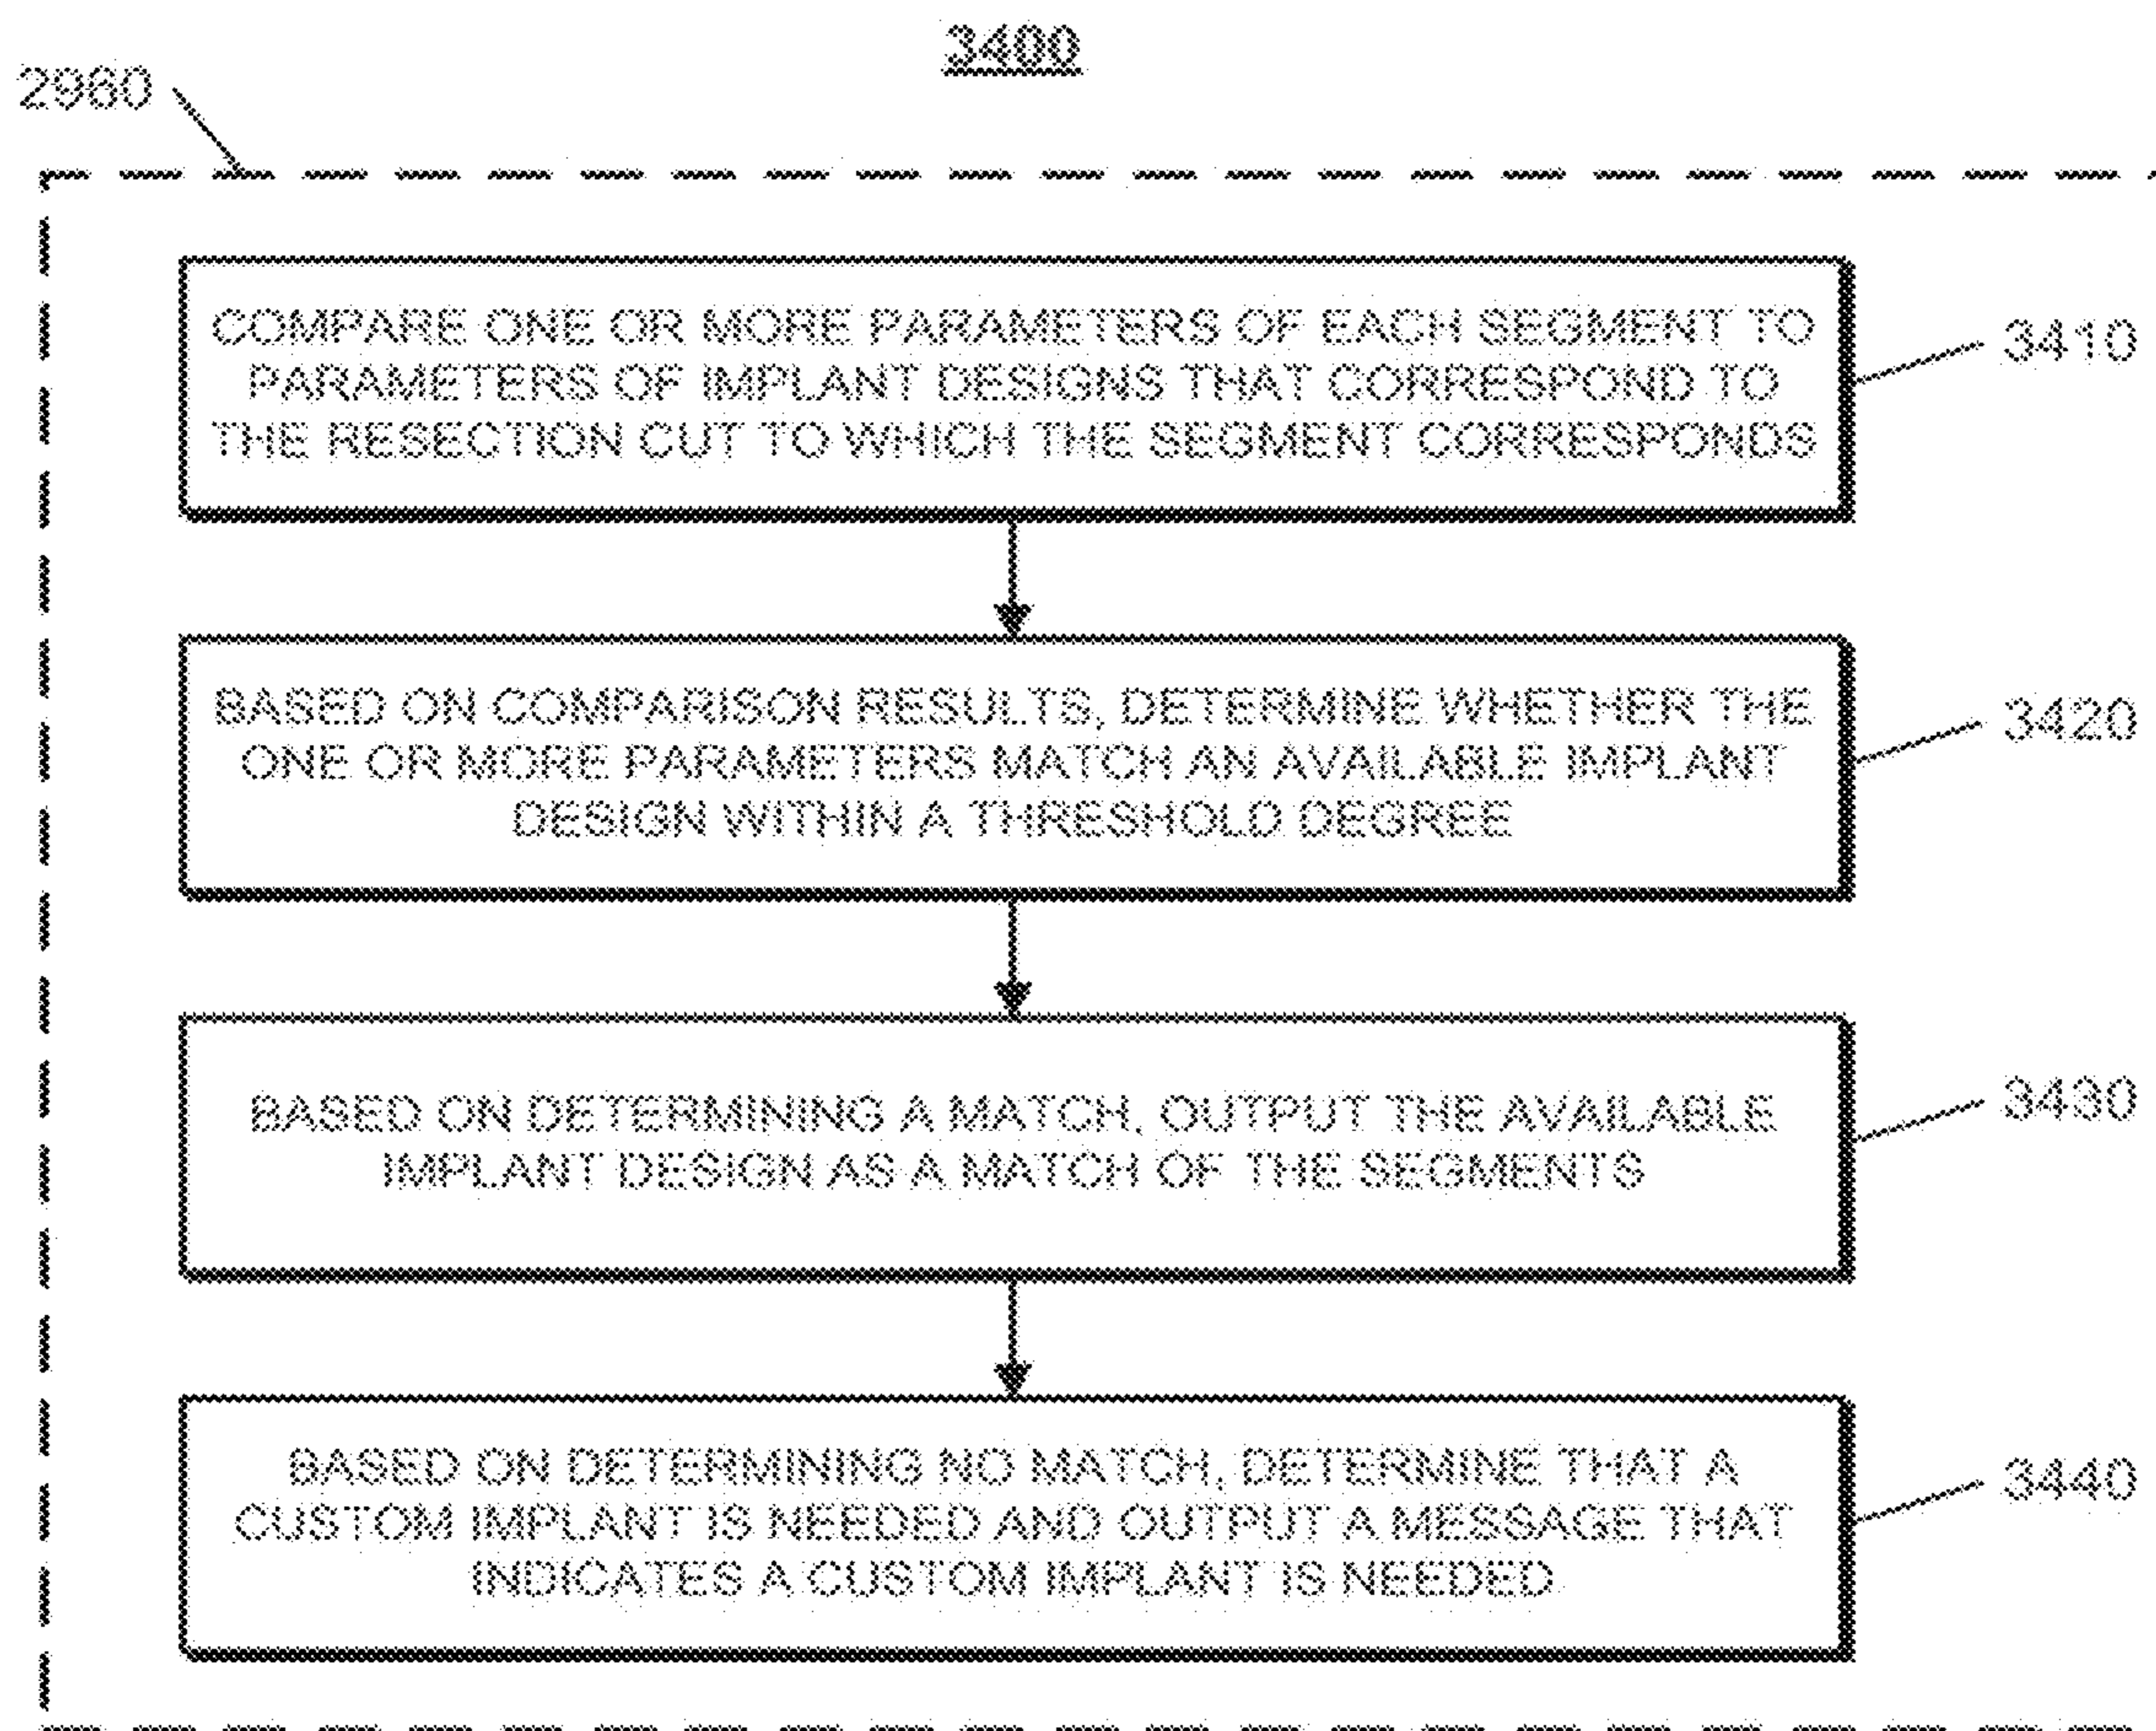 3400
2960
COMPARE ONE OR MORE PARAMETERS OF EACH SEGMENT TO
PARAMETERS OF IMPLANT DESIGNS THAT CORRESPOND TO
THE RESECTION CUT TO WHICH THE SEGMENT CORRESPONDS
3410
BASED ON COMPARISON RESULTS, DETERMINE WHETHER THE
ONE OR MORE PARAMETERS MATCH AN AVAILABLE IMPLANT
DESIGN WITHIN A THRESHOLD DEGREE
3420
BASED ON DETERMINING A MATCH, OUTPUT THE AVAILABLE
IMPLANT DESIGN AS A MATCH OF THE SEGMENTS
3430
BASED ON DETERMINING NO MATCH, DETERMINE THAT A
CUSTOM IMPLANT IS NEEDED AND OUTPUT A MESSAGE THAT
INDICATES A CUSTOM IMPLANT IS NEEDED
3440